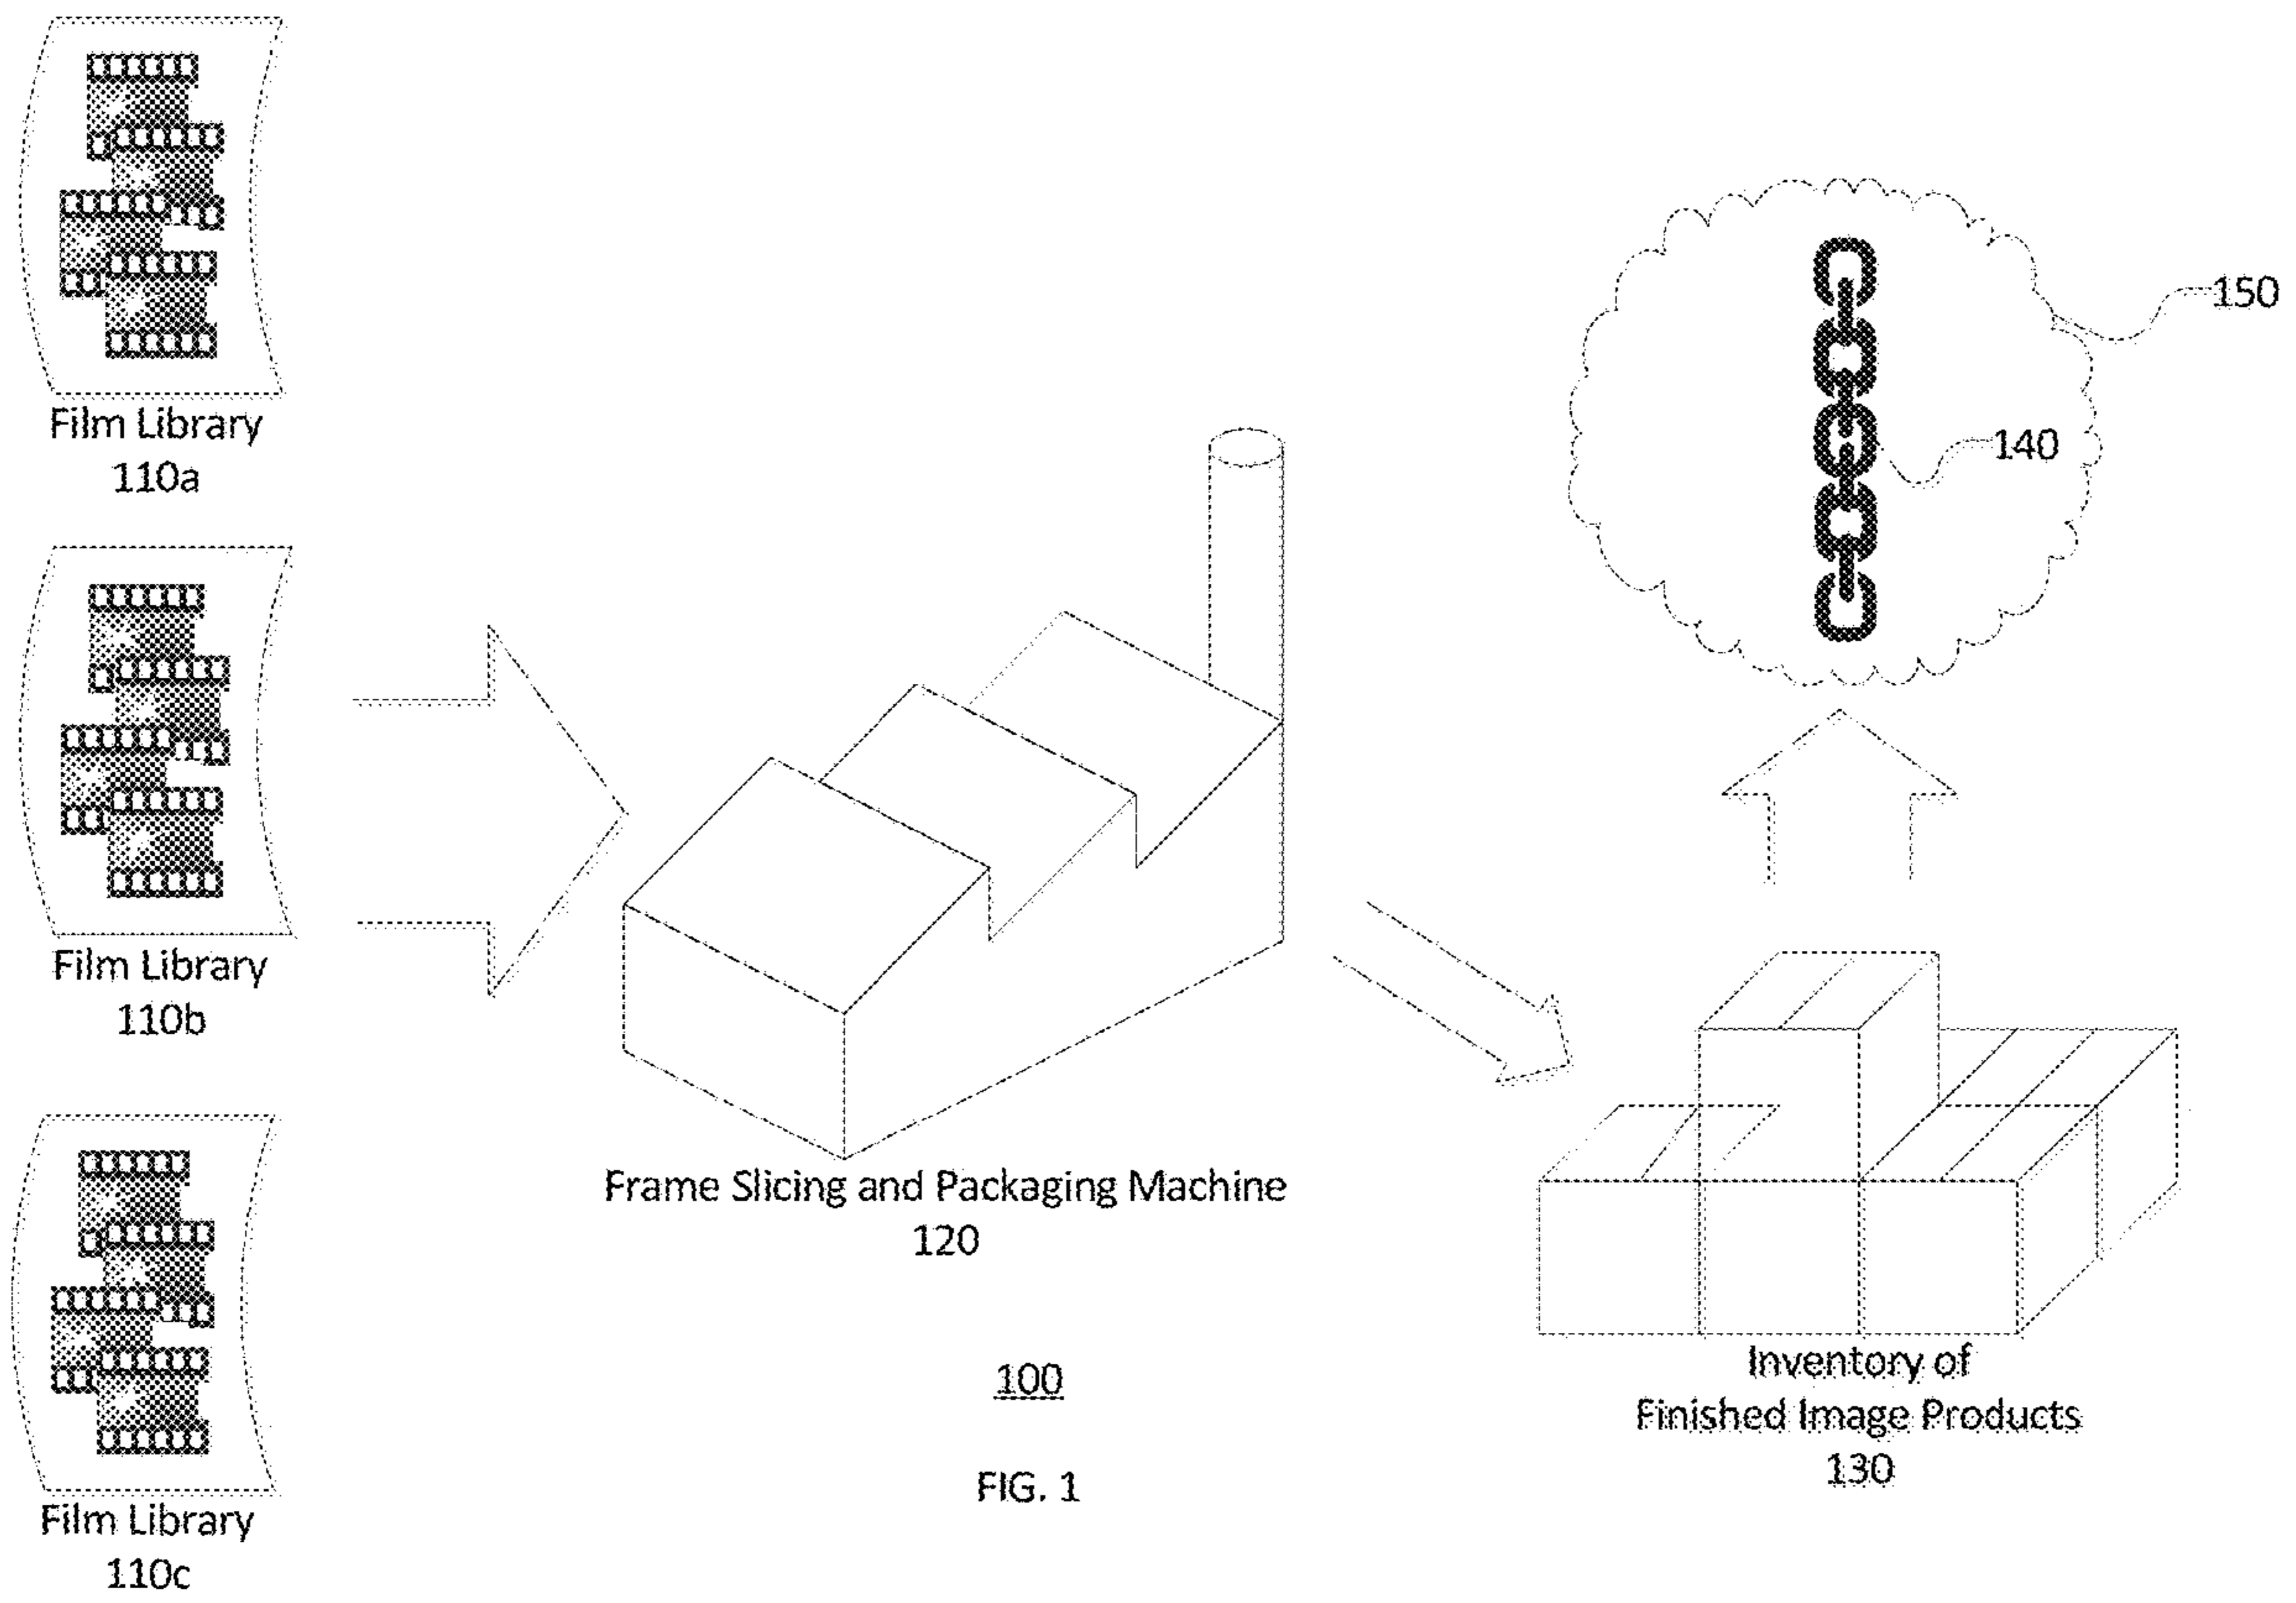 Film Library
110a
Film Library
110b
Film Library
110c
Frame Slicing and Packaging Machine
120
100
FIG. 1
150
140
Inventory of
Finished Image Products
130